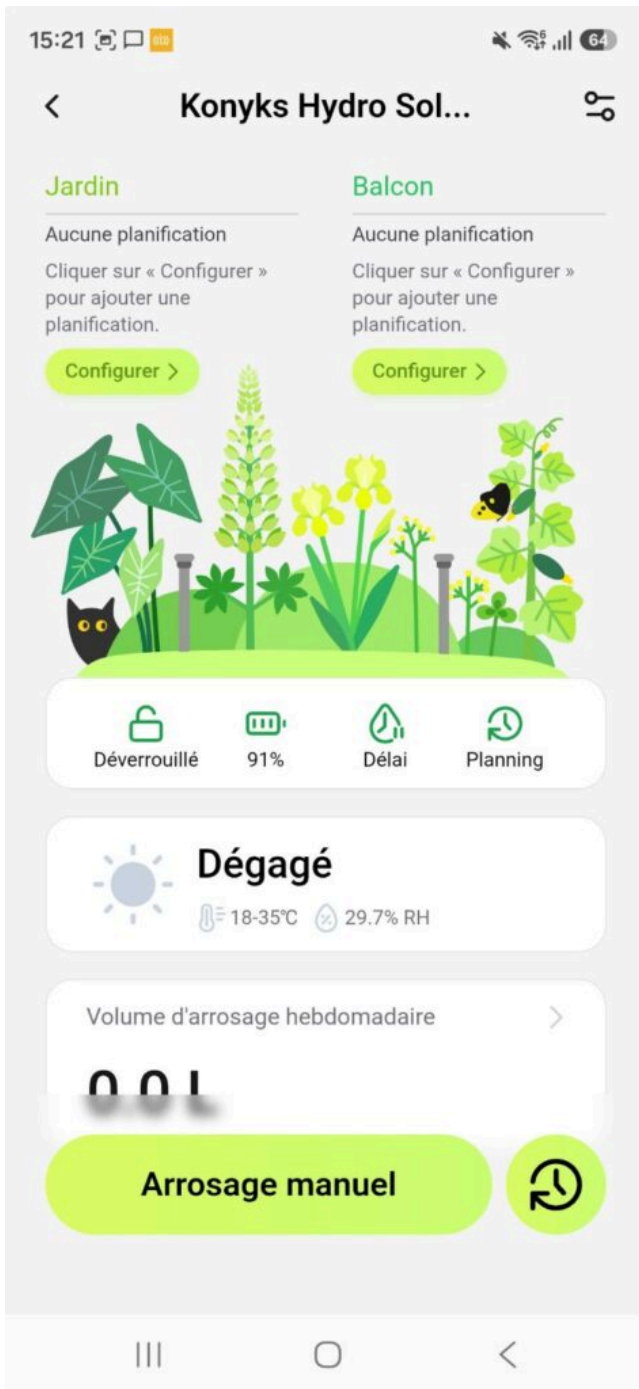 15:21
64
Konyks Hydro Sol...
Jardin
Balcon
Aucune planification
Aucune planification
Cliquer sur « Configurer »
pour ajouter une
planification.
Cliquer sur « Configurer »
pour ajouter une
planification.
Configurer >
Configurer >
Déverrouillé
91%
Délai
Planning
Dégagé
18-35℃
29.7% RH
Volume d'arrosage hebdomadaire
0.0 L
Arrosage manuel